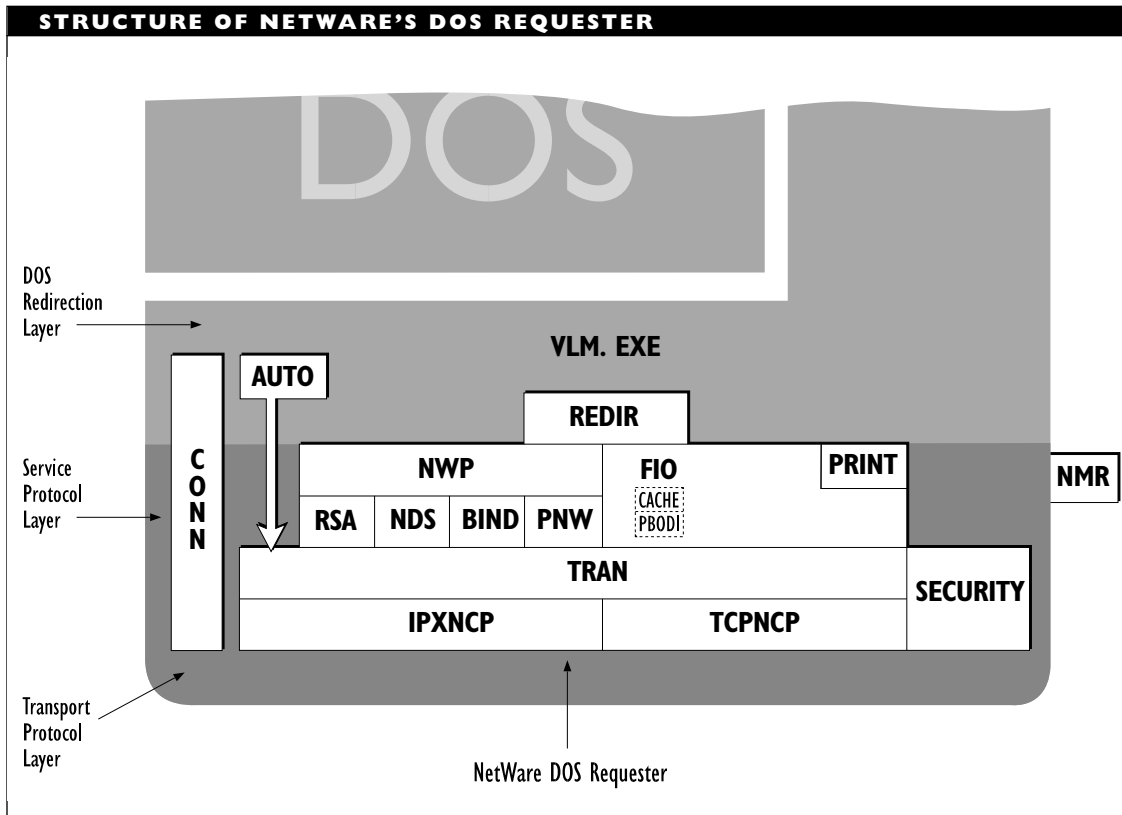 STRUCTURE OF NETWARE'S DOS REQUESTER
DOS
DOS
Redirection
Layer
VLM. EXE
AUTO
REDIR
CONN
Service
Protocol
Layer
NWP
FIO
PRINT
NMR
CACHE
PBODI
RSA
NDS
BIND
PNW
TRAN
SECURITY
IPXNCP
TCPNCP
Transport
Protocol
Layer
NetWare DOS Requester